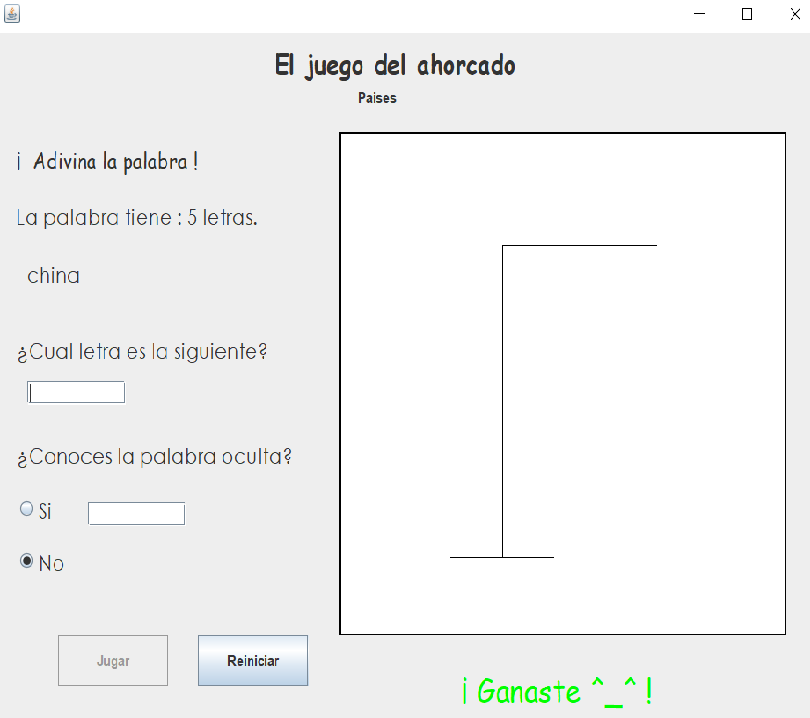 El juego del ahorcado
Paises
¡ Adivina la palabra !
La palabra tiene : 5 letras.
china
¿Cual letra es la siguiente?
¿Conoces la palabra oculta?
Si
No
Jugar
Reiniciar
¡ Ganaste ^_^ !